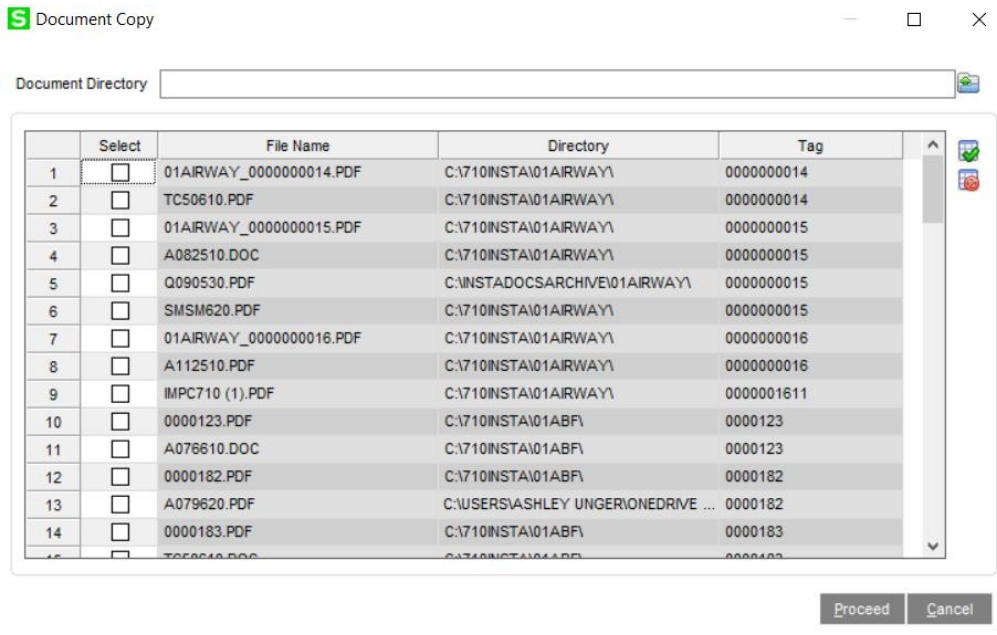 S Document Copy
Document Directory
Select File Name Directory Tag
1 01AIRWAY_0000000014.PDF C:\710INSTA\01AIRWAY\ 0000000014
2 TC50610.PDF C:\710INSTA\01AIRWAY\ 0000000014
3 01AIRWAY_0000000015.PDF C:\710INSTA\01AIRWAY\ 0000000015
4 A082510.DOC C:\710INSTA\01AIRWAY\ 0000000015
5 Q090530.PDF C:\INSTADOCSARCHIVE\01AIRWAY\ 0000000015
6 SMSM620.PDF C:\710INSTA\01AIRWAY\ 0000000015
7 01AIRWAY_0000000016.PDF C:\710INSTA\01AIRWAY\ 0000000016
8 A112510.PDF C:\710INSTA\01AIRWAY\ 0000000016
9 IMPC710 (1).PDF C:\710INSTA\01AIRWAY\ 0000001611
10 0000123.PDF C:\710INSTA\01ABF\ 0000123
11 A076610.DOC C:\710INSTA\01ABF\ 0000123
12 0000182.PDF C:\710INSTA\01ABF\ 0000182
13 A079620.PDF C:\USERS\ASHLEY UNGER\ONEDRIVE ... 0000182
14 0000183.PDF C:\710INSTA\01ABF\ 0000183
Proceed Cancel